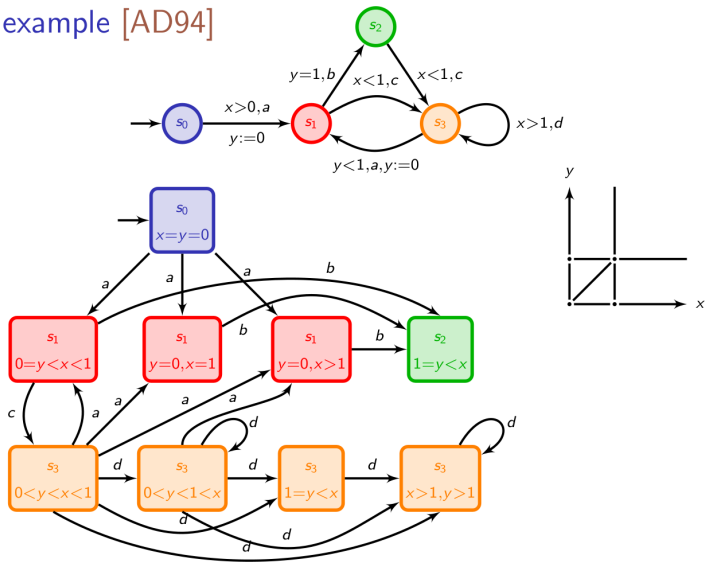 example [AD94]
s2
y=1,b
x<1,c
x<1,c
x>0,a
s0
s1
s3
x>1,d
y:=0
y<1,a,y:=0
y
x
s0
x=y=0
a
a
a
b
b
b
s1
0=y<x<1
s1
y=0,x=1
s1
y=0,x>1
s2
1=y<x
c
a
a
a
a
d
d
s3
0<y<x<1
d
s3
0<y<1<x
d
s3
1=y<x
d
s3
x>1,y>1
d
d
d